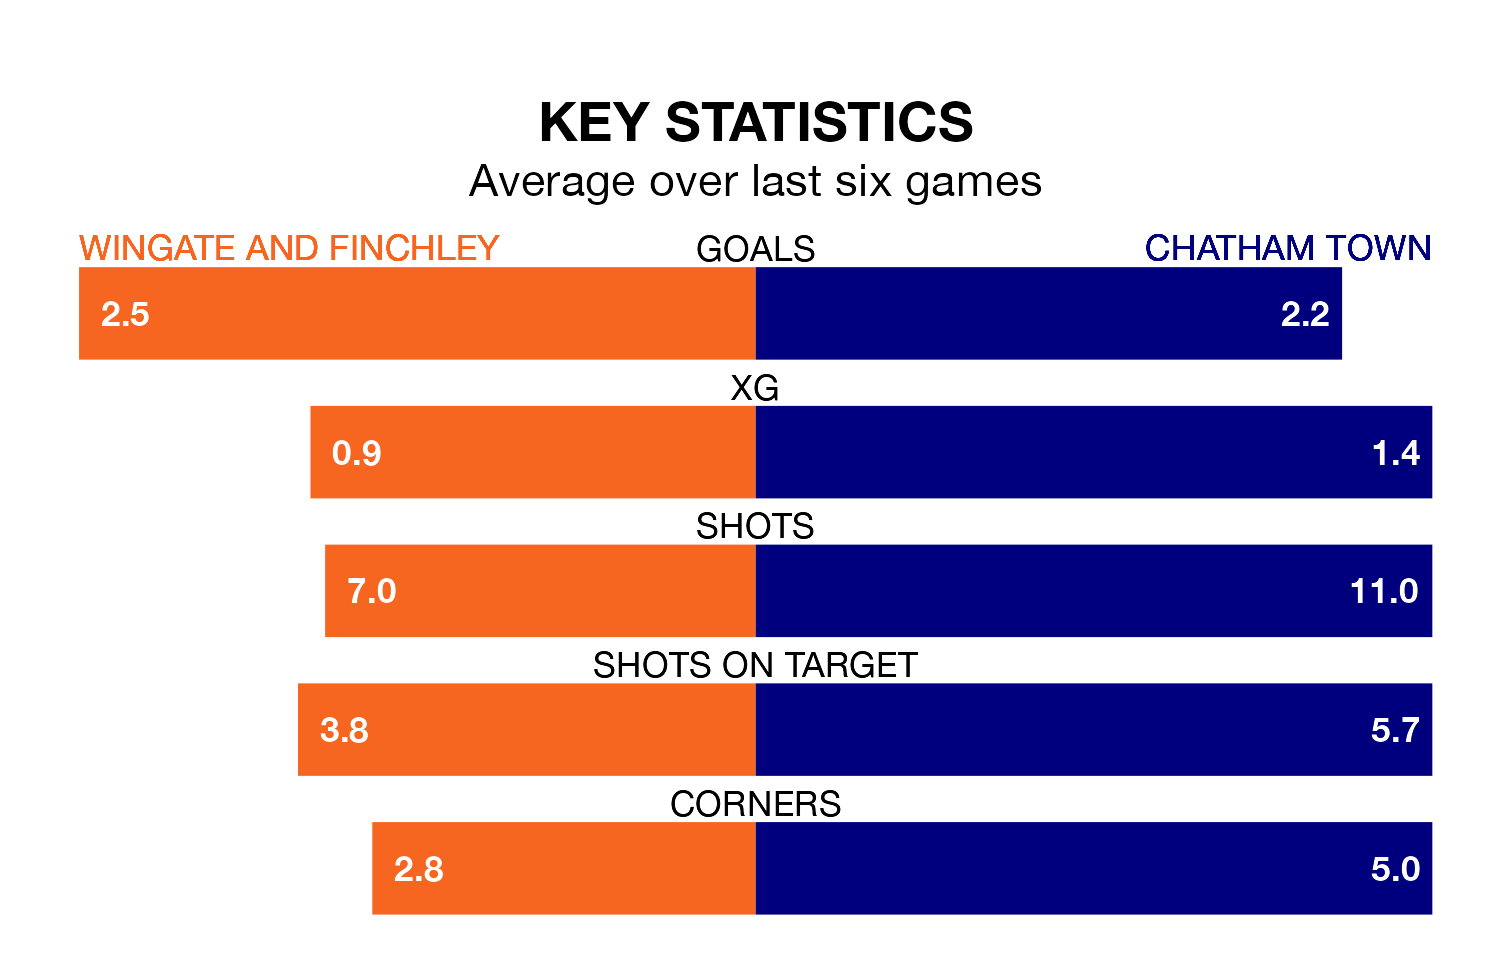 KEY STATISTICS
Average over last six games
WINGATE AND FINCHLEY GOALS CHATHAM TOWN
2.5 2.2
XG
0.9 1.4
SHOTS
7.0 11.0
SHOTS ON TARGET
3.8 5.7
CORNERS
2.8 5.0